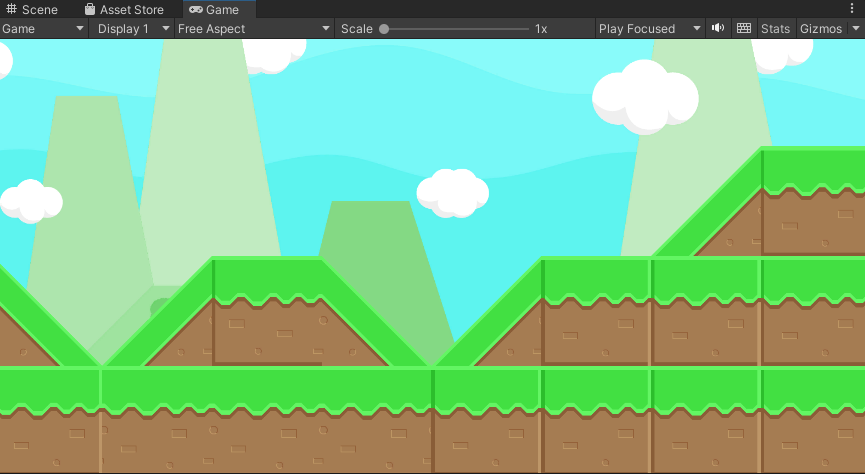 Scene Asset Store Game
Game Display 1 Free Aspect Scale 1x Play Focused Stats Gizmos